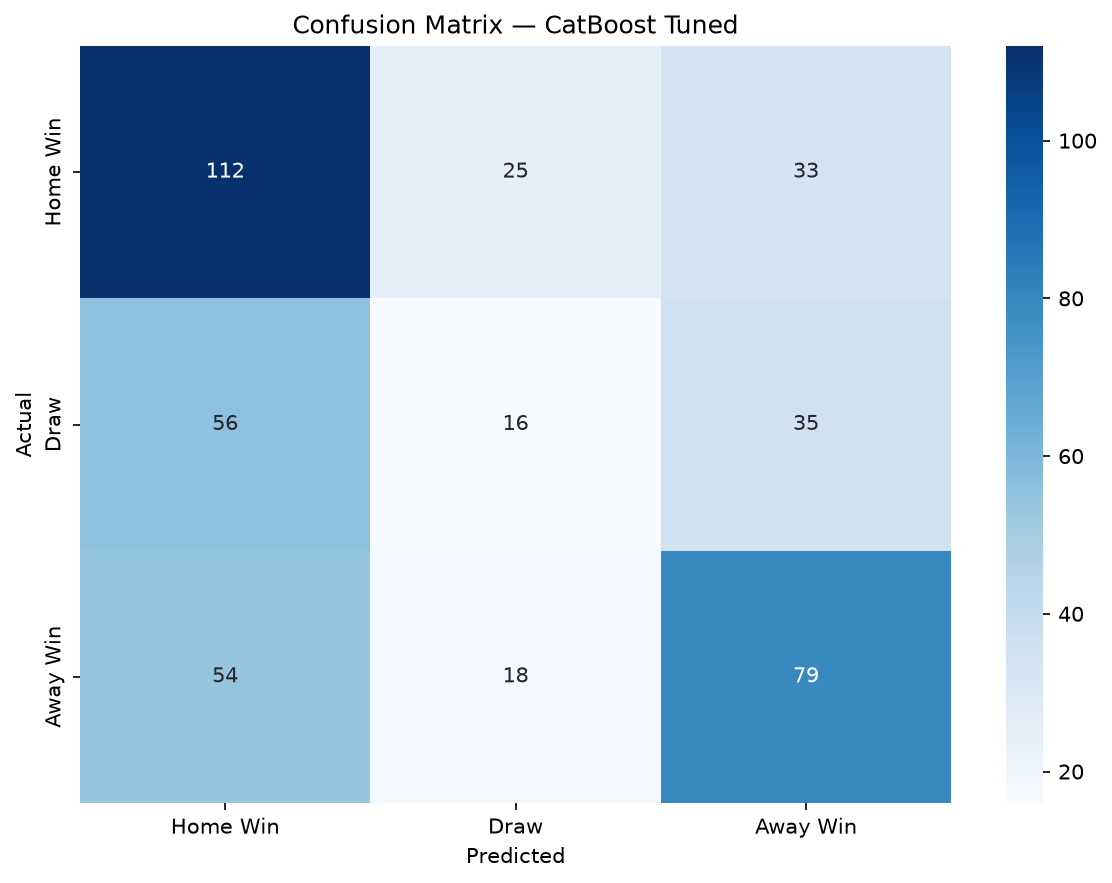 Confusion Matrix — CatBoost Tuned
Home Win
112
25
33
Actual
Draw
56
16
35
Away Win
54
18
79
Home Win
Draw
Away Win
Predicted
100
80
60
40
20